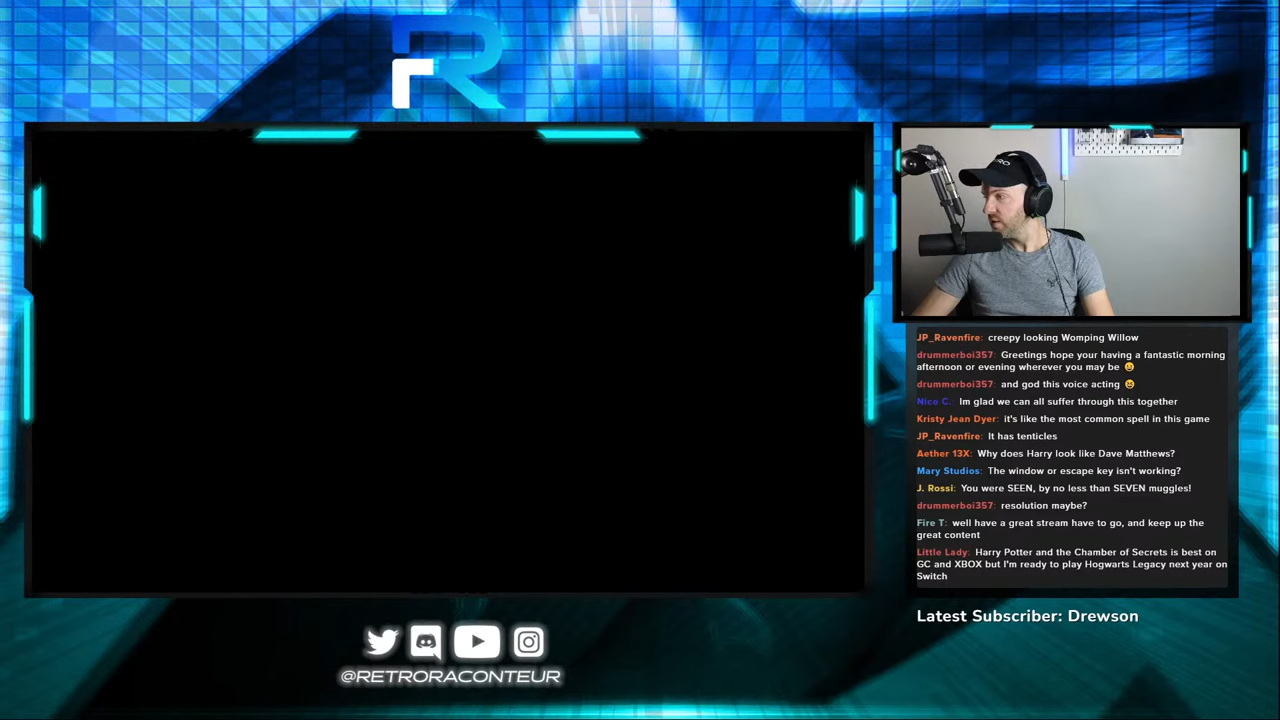 JP_Ravenfire: creepy looking Womping Willow
drummerboi357: Greetings hope your having a fantastic morning
afternoon or evening wherever you may be
drummerboi357: and god this voice acting
Nico C.: Im glad we can all suffer through this together
Kristy Jean Dyer: it's like the most common spell in this game
JP_Ravenfire: It has tenticles
Aether 13X: Why does Harry look like Dave Matthews?
Mary Studios: The window or escape key isn't working?
J. Rossi: You were SEEN, by no less than SEVEN muggles!
drummerboi357: resolution maybe?
Fire T: well have a great stream have to go, and keep up the
great content
Little Lady: Harry Potter and the Chamber of Secrets is best on
GC and XBOX but I'm ready to play Hogwarts Legacy next year on
Switch
Latest Subscriber: Drewson
@RETRORACONTEUR